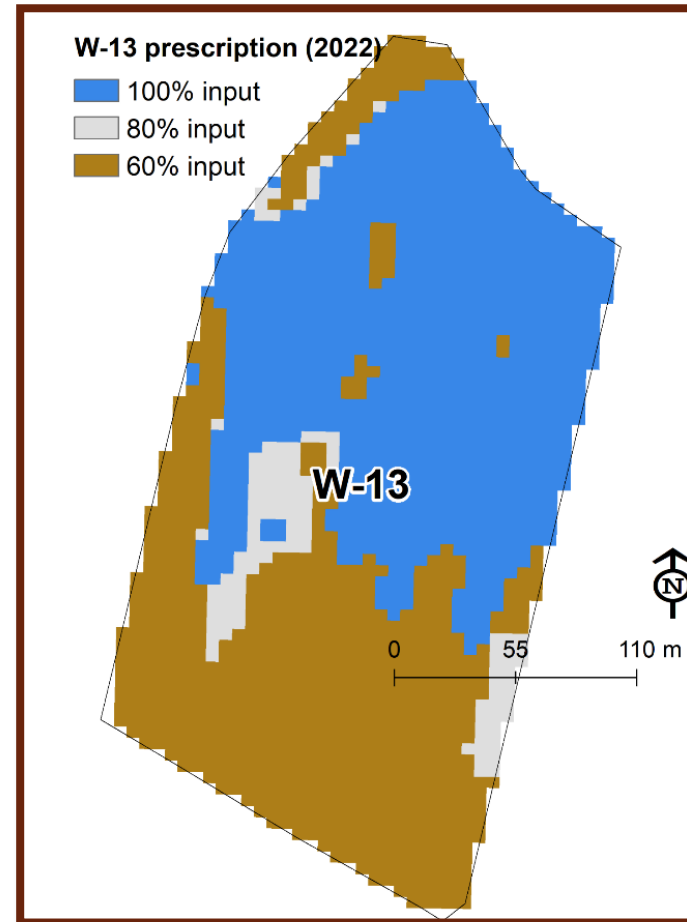 W-13 prescription (2022)
100% input
80% input
60% input
W-13
N
0 55 110 m